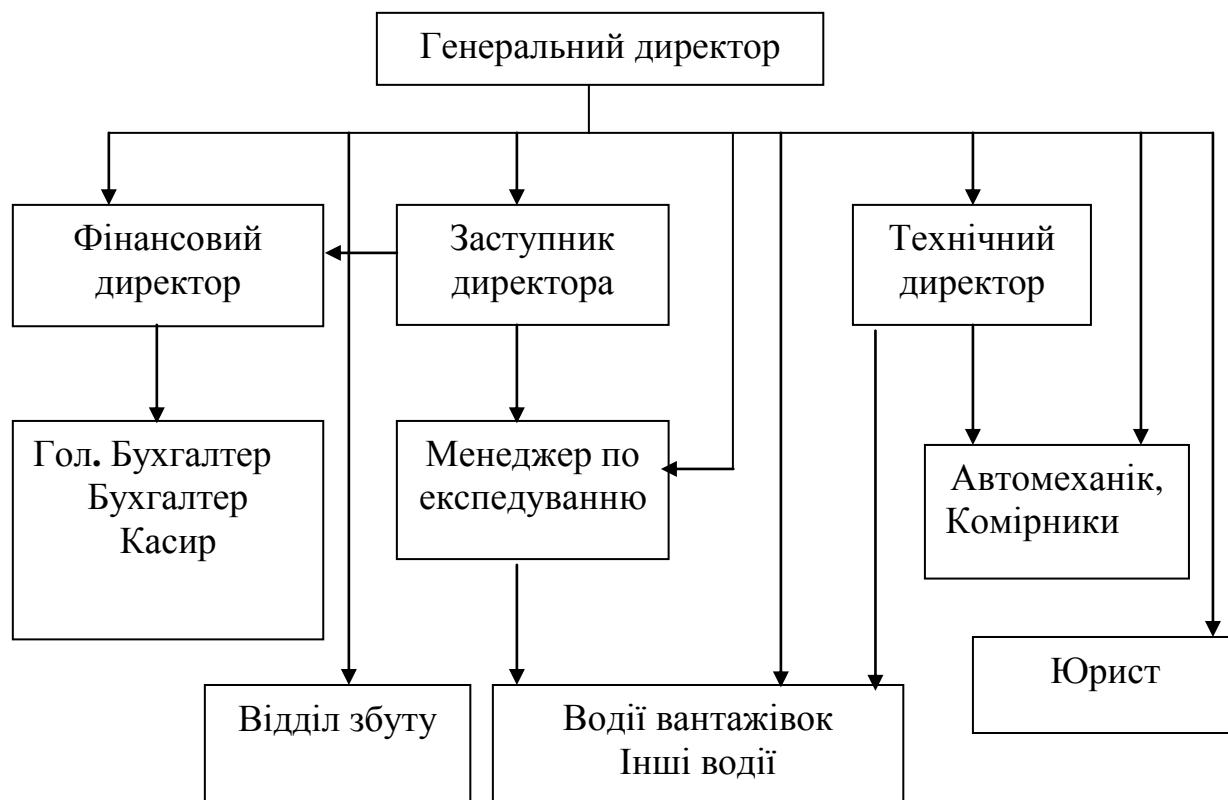 Генеральний директор
Фінансовий
директор
Заступник
директора
Технічний
директор
Гол. Бухгалтер
Бухгалтер
Касир
Менеджер по
експедуванню
Автомеханік,
Комірники
Юрист
Відділ збуту
Водії вантажівок
Інші водії